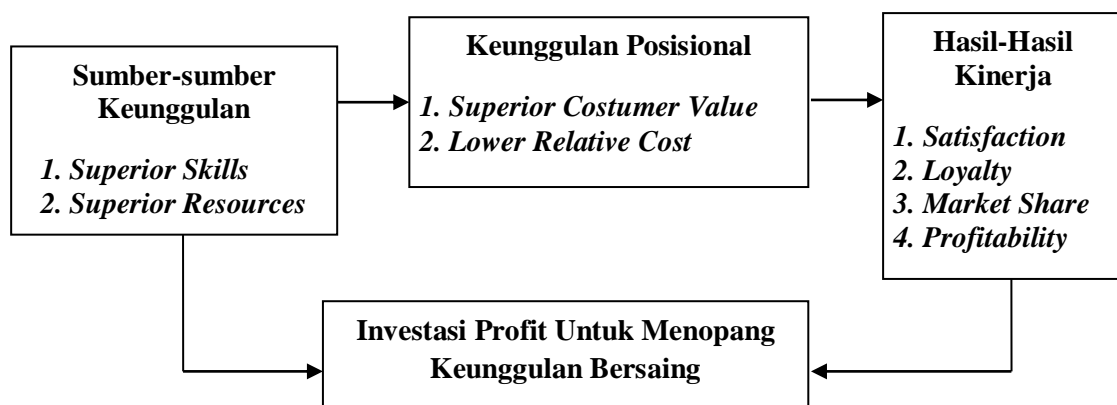 Sumber-sumber
Keunggulan
1. Superior Skills
2. Superior Resources
Keunggulan Posisional
1. Superior Costumer Value
2. Lower Relative Cost
Hasil-Hasil
Kinerja
1. Satisfaction
2. Loyalty
3. Market Share
4. Profitability
Investasi Profit Untuk Menopang
Keunggulan Bersaing